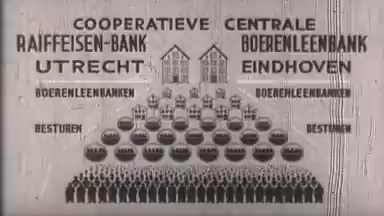 COOPERATIEVE CENTRALE
RAIFFEISEN-BANK BOERENLEENBANK
UTRECHT EINDHOVEN
BOERENLEENBANKEN BOERENLEENBANKEN
BESTUREN BESTUREN